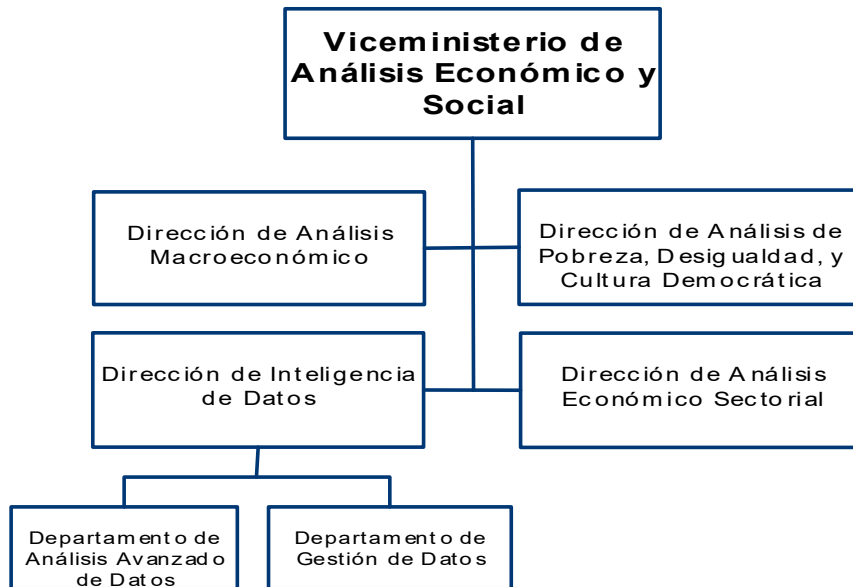 Viceministerio de
Análisis Económico y
Social
Dirección de Análisis
Macroeconómico
Dirección de Análisis de
Pobreza, Desigualdad, y
Cultura Democrática
Dirección de Inteligencia
de Datos
Dirección de Análisis
Económico Sectorial
Departamento de
Análisis Avanzado
de Datos
Departamento de
Gestión de Datos